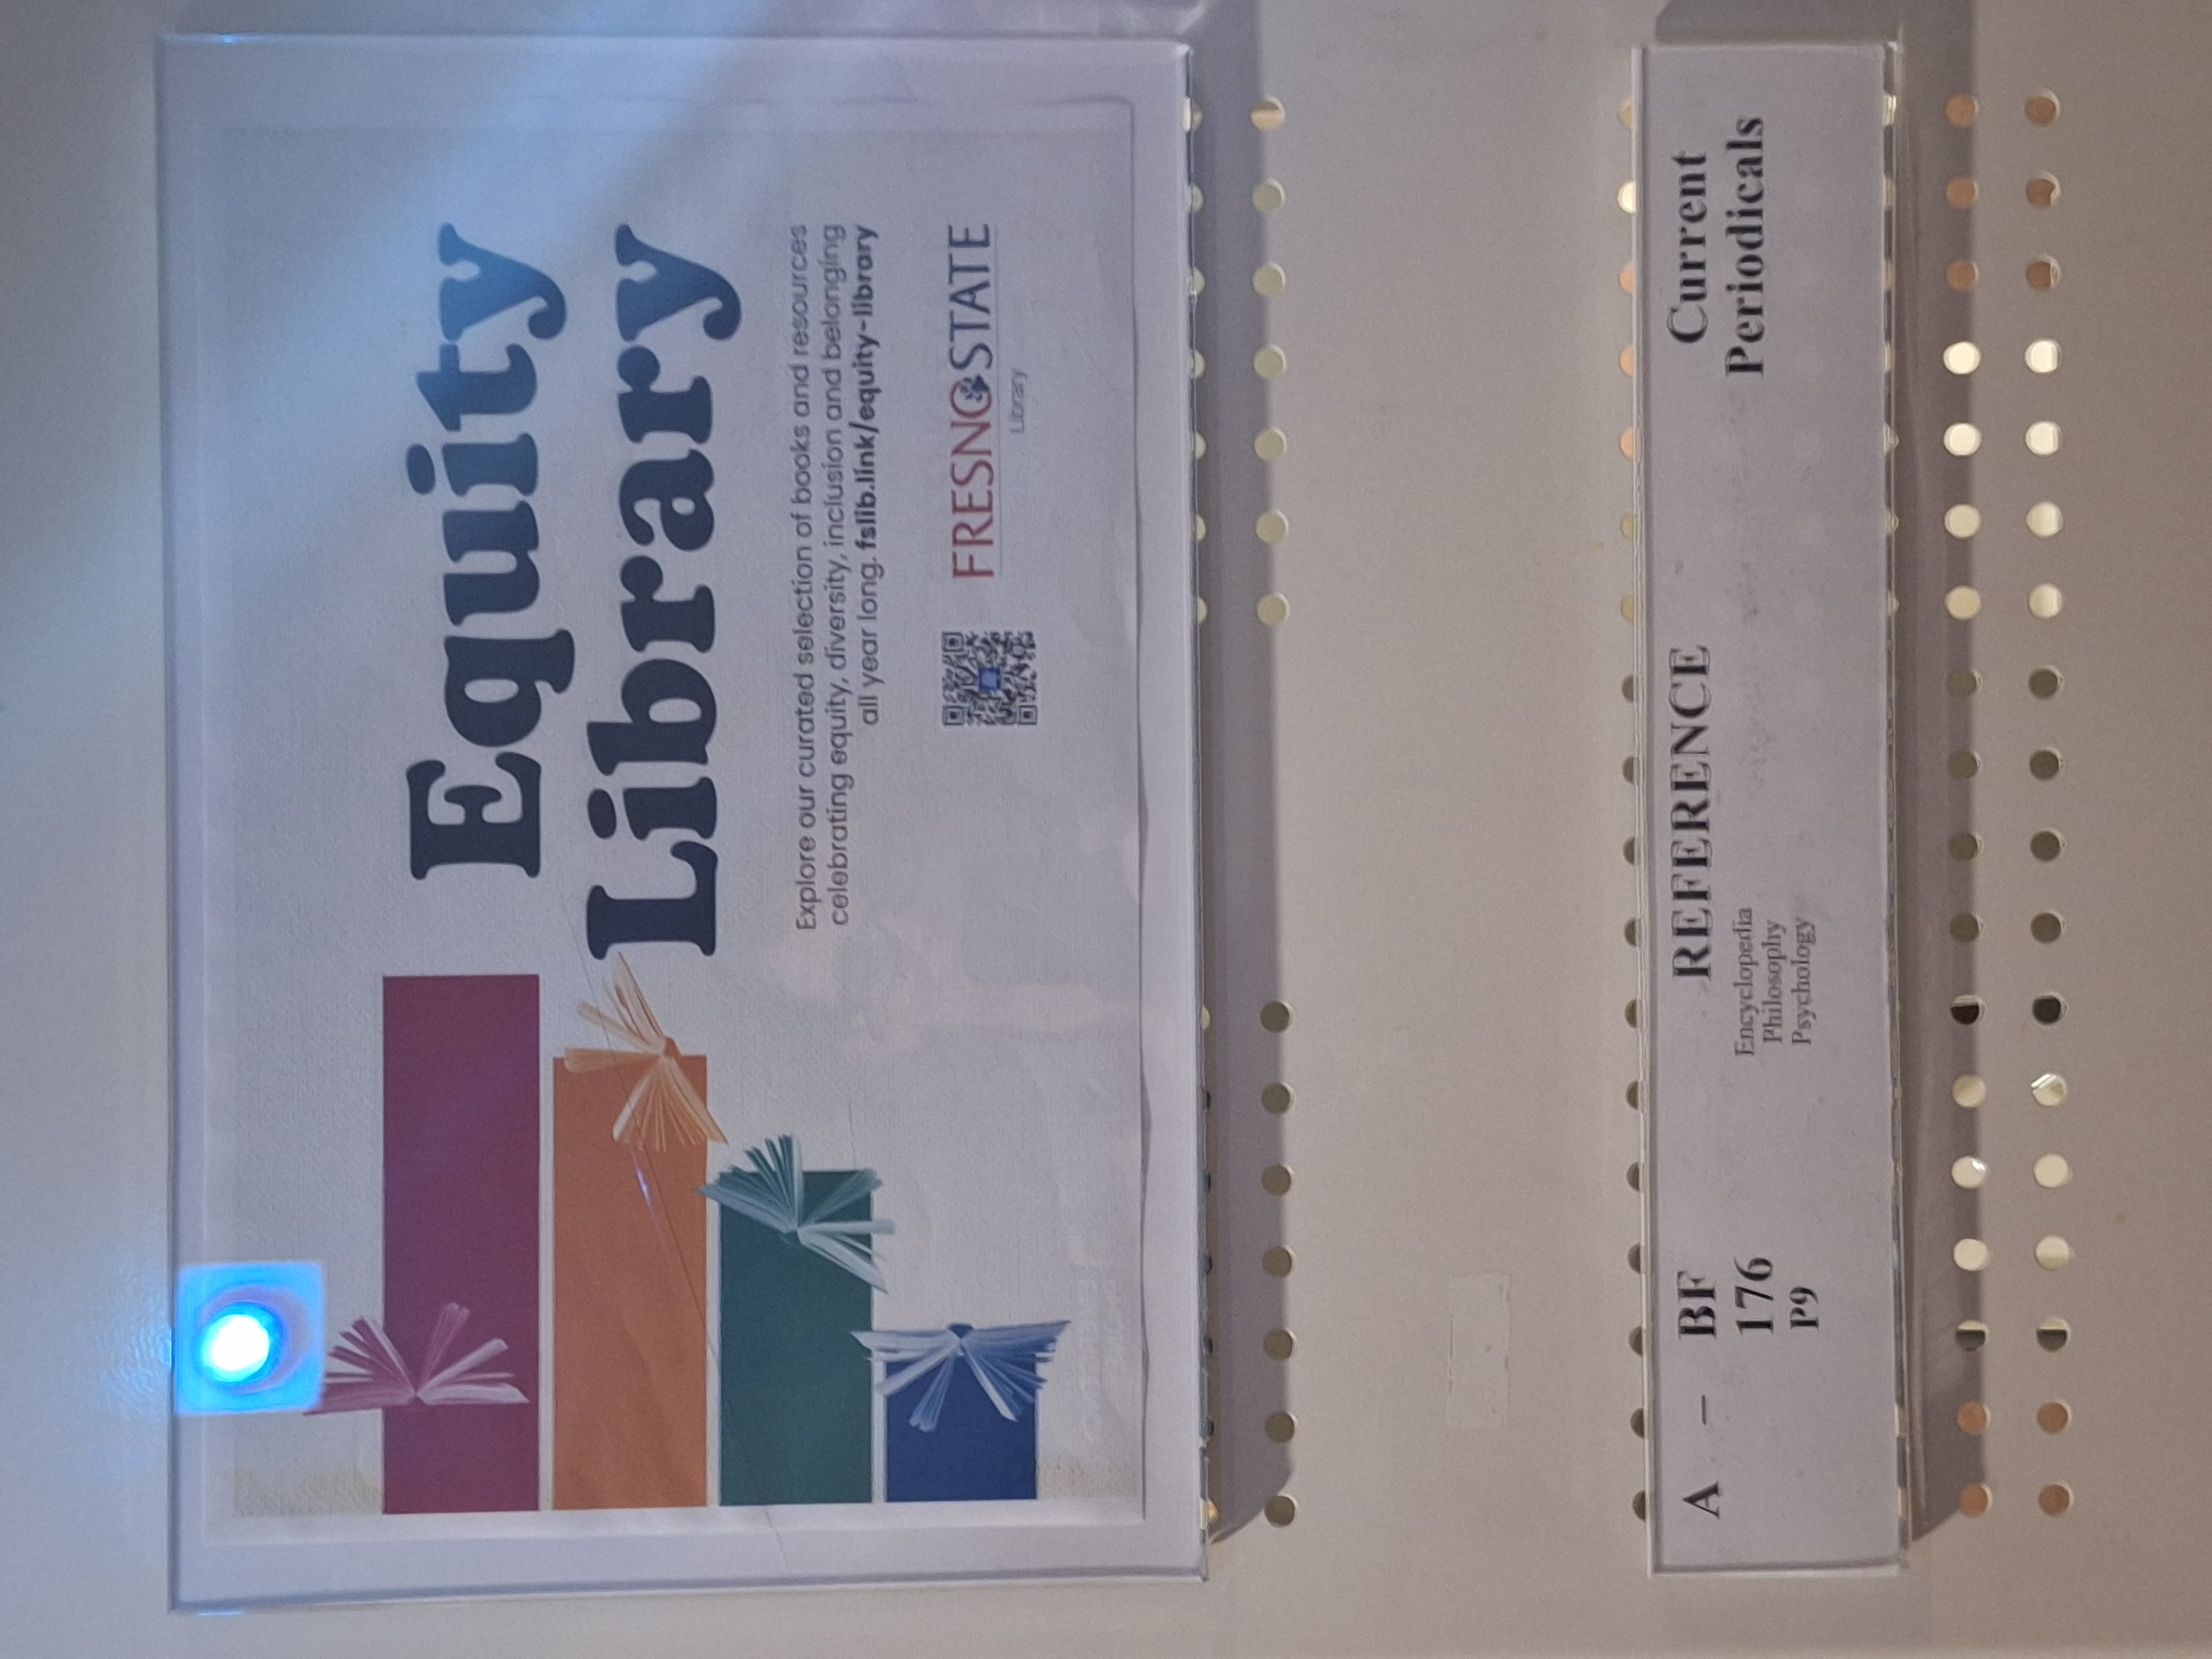 Equity
Library
Explore our curated selection of books and resources
celebrating equity, diversity, inclusion and belonging
all year long. fslib.link/equity-library
FRESNO STATE
Library
A – BF
176
P9
REFERENCE
Encyclopedia
Philosophy
Psychology
Current
Periodicals